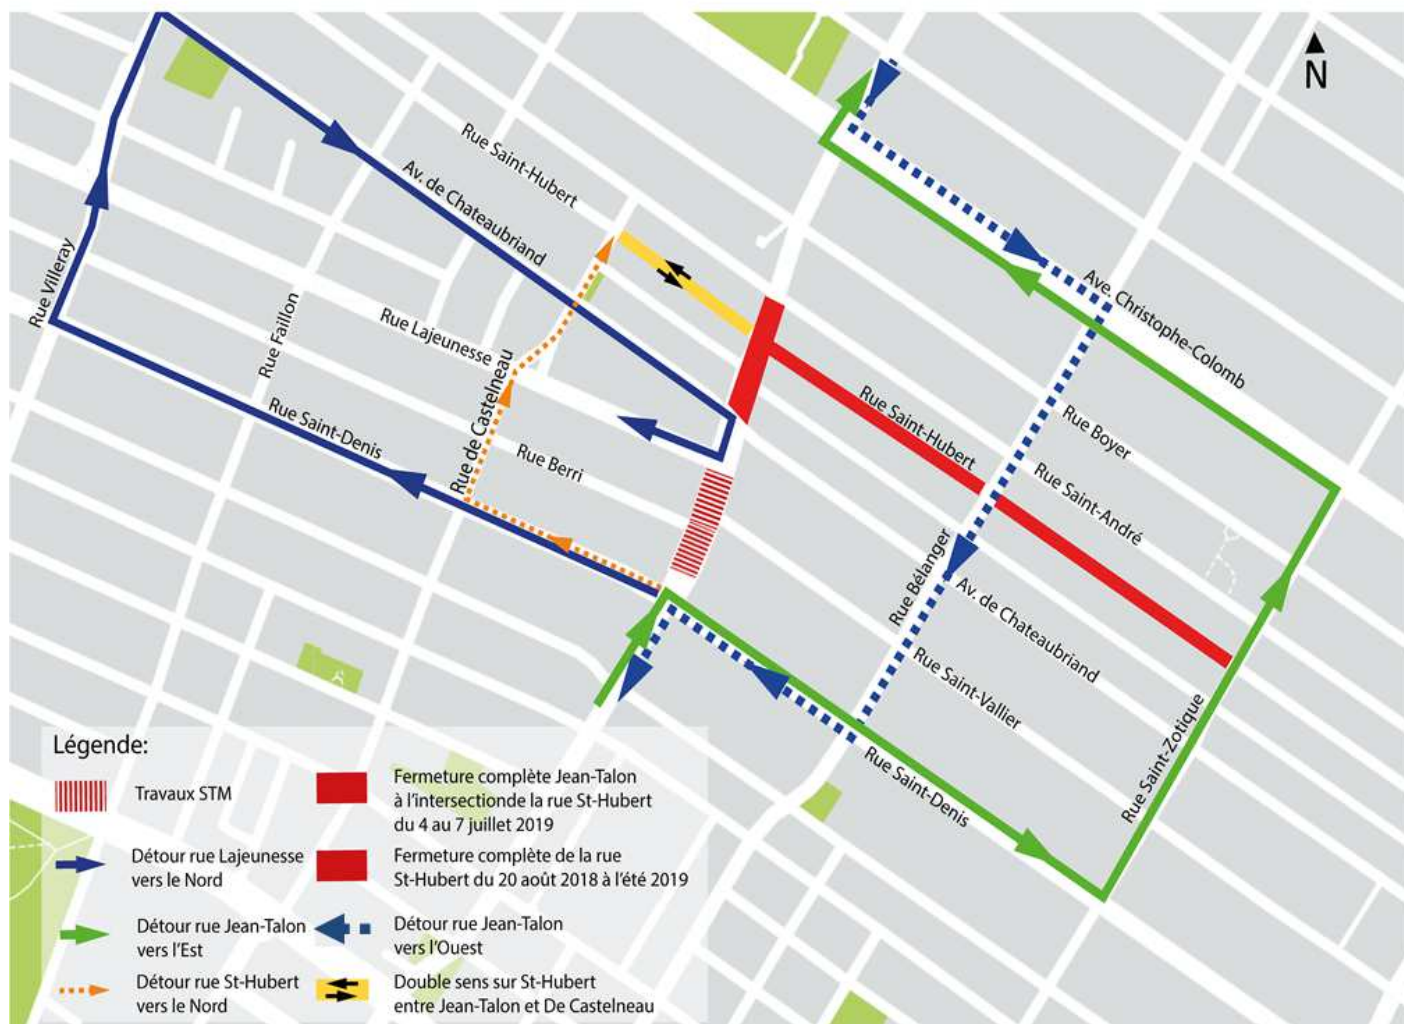 N
Rue Saint-Hubert
Av. de Chateaubriand
Rue Villeray
Rue Faillon
Rue Lajeunesse
Rue Saint-Denis
Rue de Castelneau
Rue Berri
Ave. Christophe-Colomb
Rue Saint-Hubert
Rue Boyer
Rue Saint-André
Rue Bélanger
Av. de Chateaubriand
Rue Saint-Vallier
Rue Saint-Zotique
Rue Saint-Denis
Légende:
Travaux STM
Fermeture complète Jean-Talon
à l'intersectionde la rue St-Hubert
du 4 au 7 juillet 2019
Détour rue Lajeunesse
vers le Nord
Fermeture complète de la rue
St-Hubert du 20 août 2018 à l'été 2019
Détour rue Jean-Talon
vers l'Est
Détour rue Jean-Talon
vers l'Ouest
Détour rue St-Hubert
vers le Nord
Double sens sur St-Hubert
entre Jean-Talon et De Castelneau